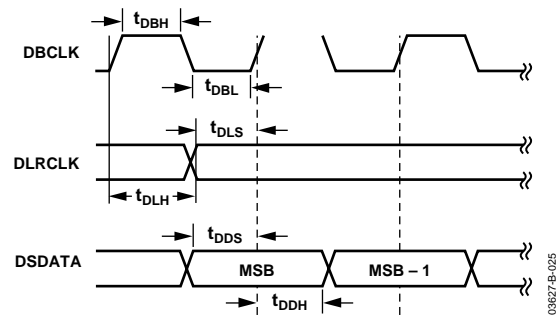 tDBH
DBCLK
tDBL
tDLS
DLRCLK
tDLH
tDDS
DSDATA
MSB
MSB – 1
tDDH
03627-B-025